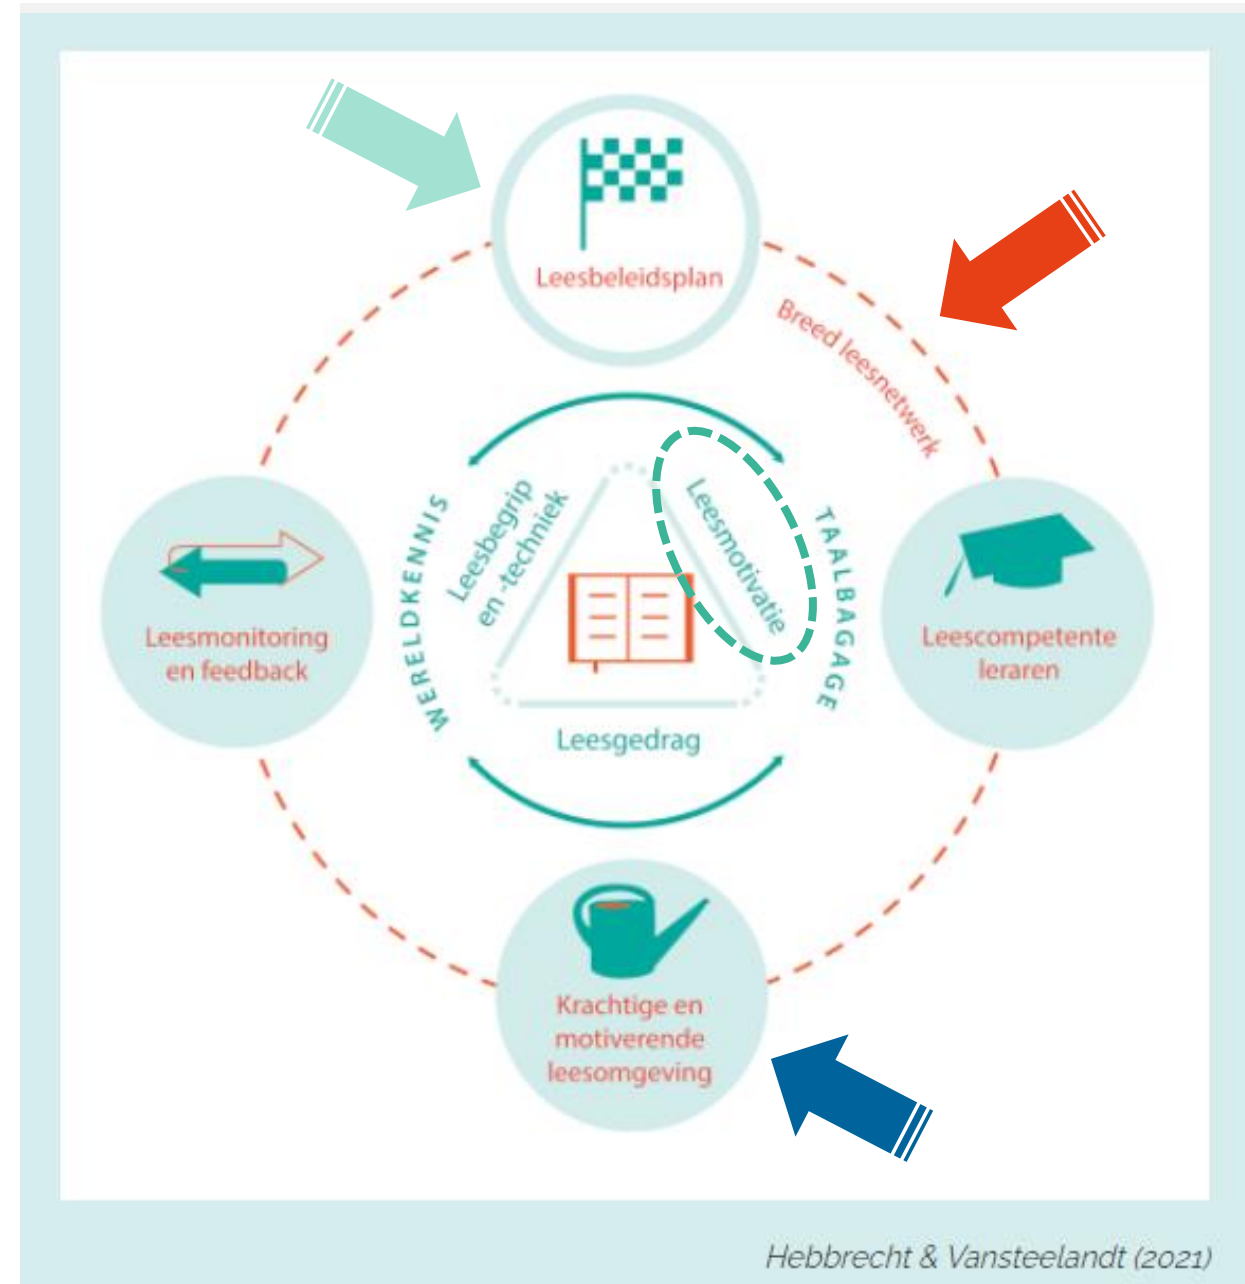 Leesbeleidsplan
Breed leesnetwerk
Leesbegrip
en -techniek
Leesmotivatie
WERELDKENNIS
TAALBAGAGE
Leesmonitoring
en feedback
Leescompetente
leraren
Leesgedrag
Krachtige en
motiverende
leesomgeving
Hebbrecht & Vansteelandt (2021)